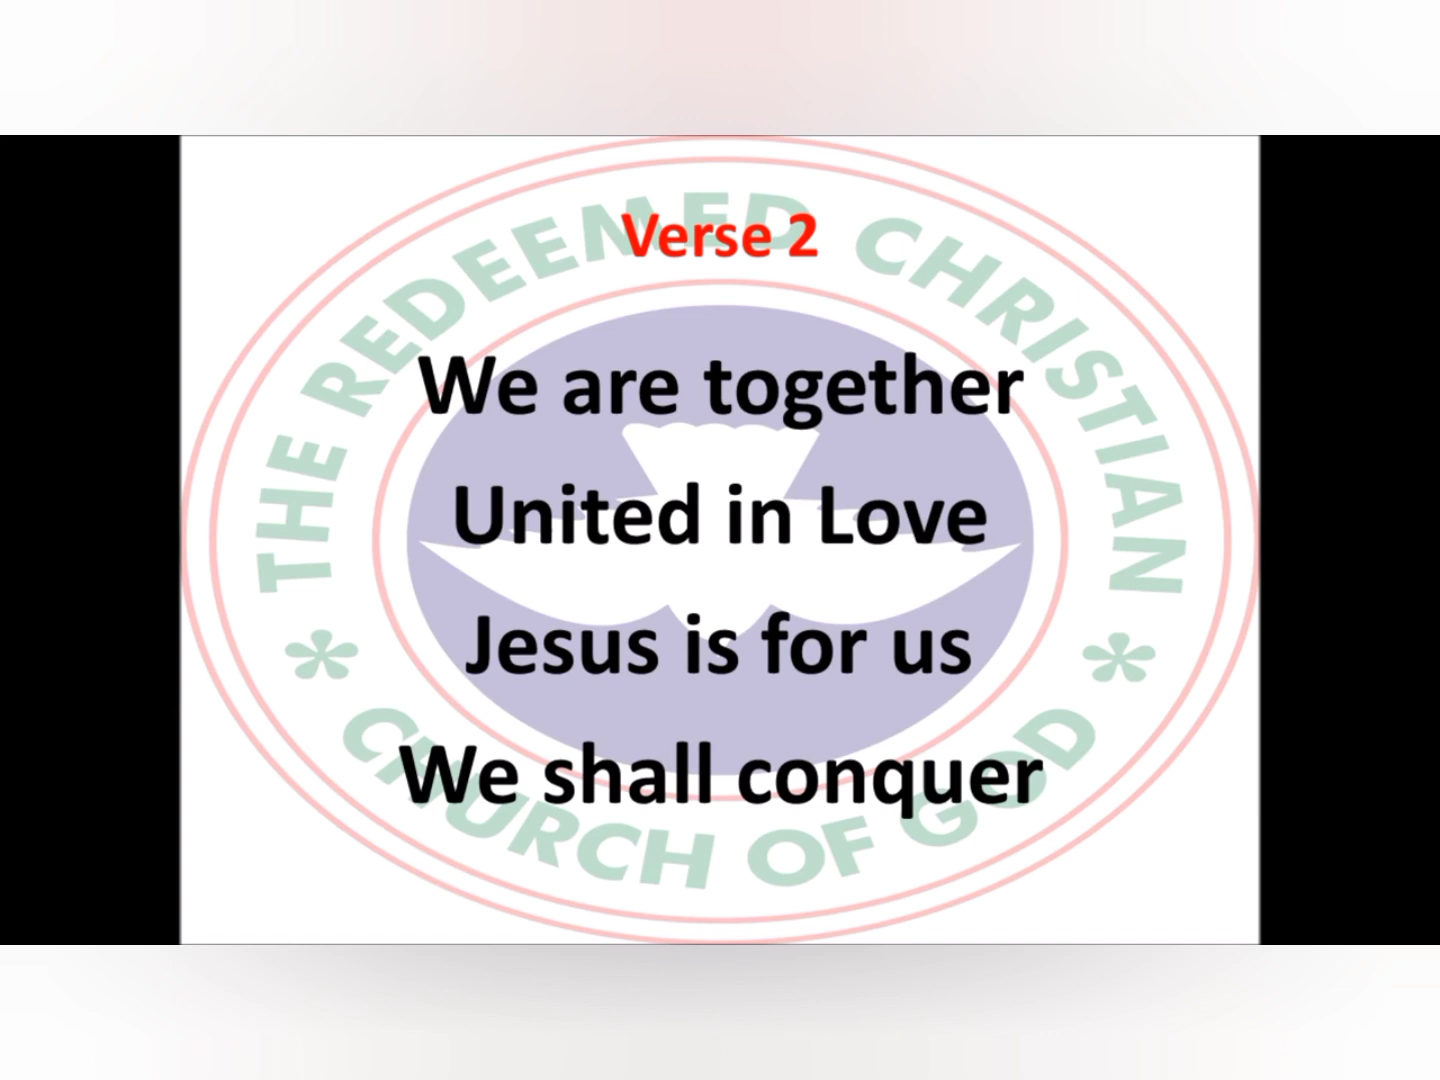 THE REDEEMED CHRISTIAN
Verse 2
We are together
United in Love
Jesus is for us
We shall conquer
* CHURCH OF GOD *